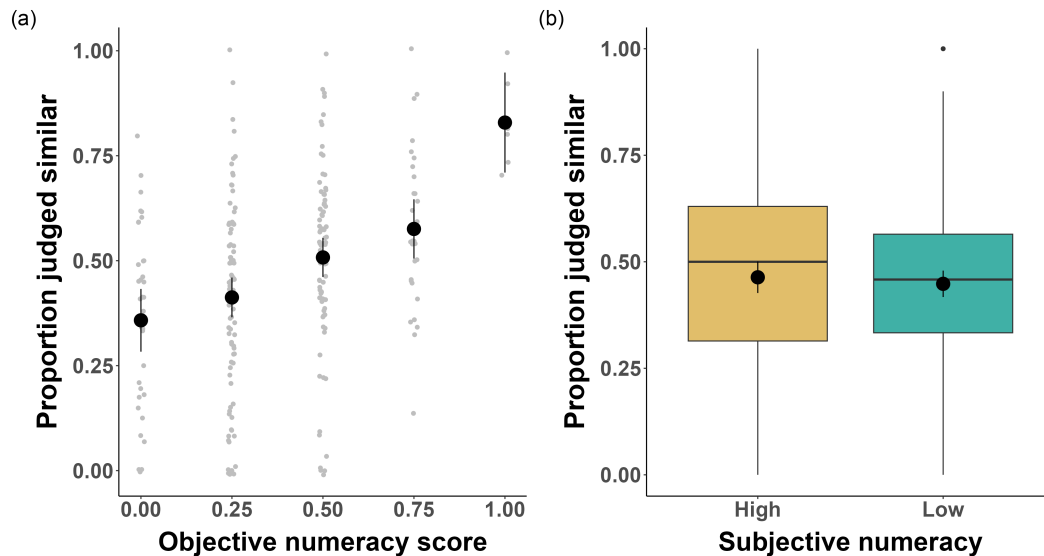 (a)
Proportion judged similar
1.00
0.75
0.50
0.25
0.00
0.00 0.25 0.50 0.75 1.00
Objective numeracy score
(b)
Proportion judged similar
1.00
0.75
0.50
0.25
0.00
High Low
Subjective numeracy